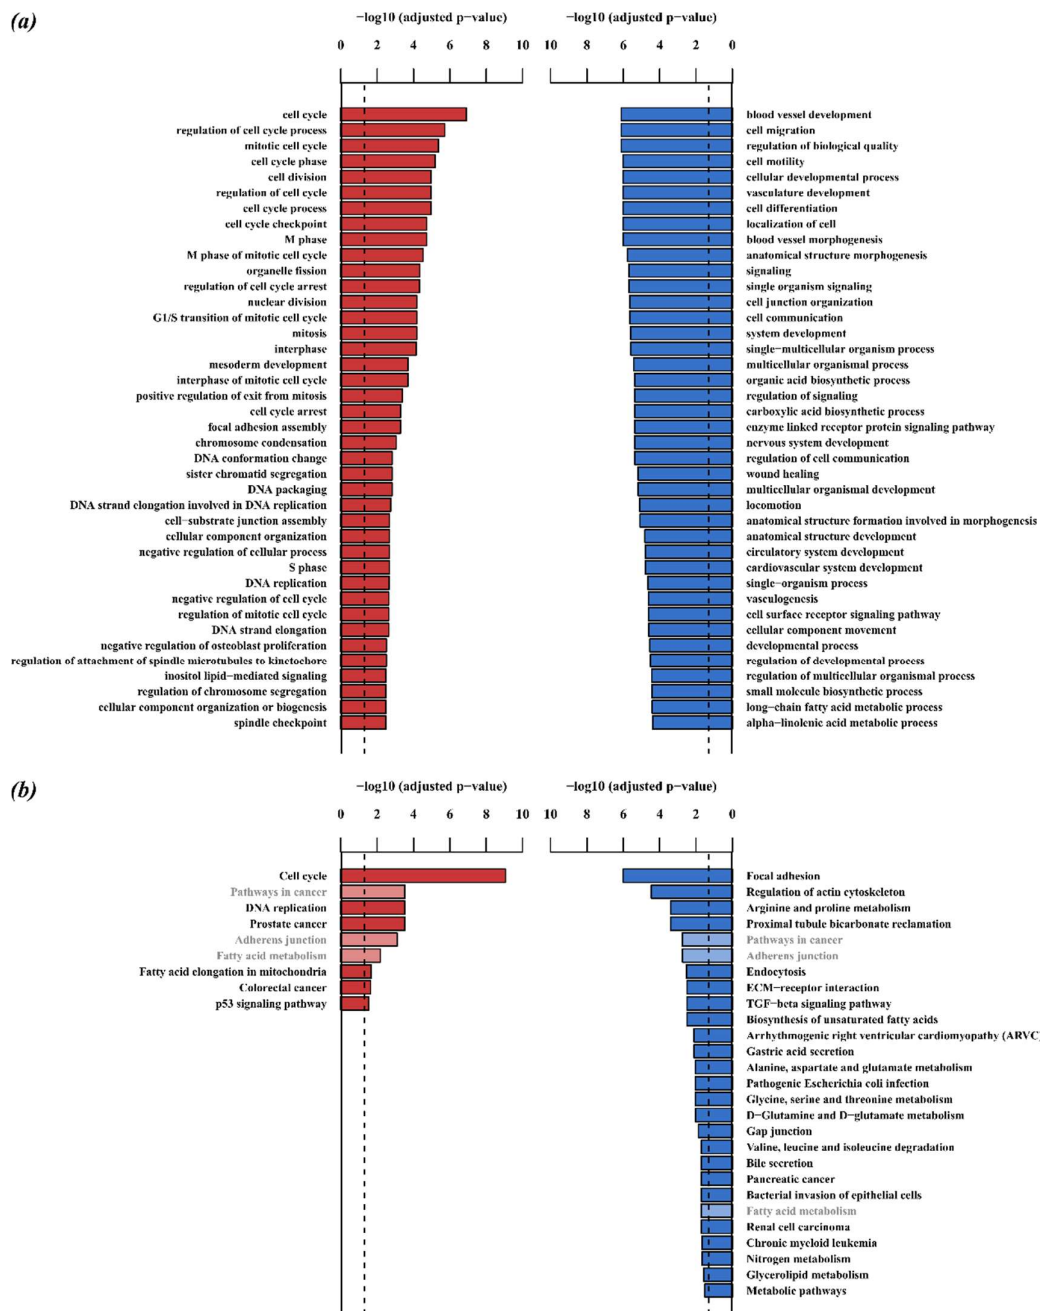 (a)
−log10 (adjusted p−value)
−log10 (adjusted p−value)
0 2 4 6 8 10
10 8 6 4 2 0
cell cycle
regulation of cell cycle process
mitotic cell cycle
cell cycle phase
cell division
regulation of cell cycle
cell cycle process
cell cycle checkpoint
M phase
M phase of mitotic cell cycle
organelle fission
regulation of cell cycle arrest
nuclear division
G1/S transition of mitotic cell cycle
mitosis
interphase
mesoderm development
interphase of mitotic cell cycle
positive regulation of exit from mitosis
cell cycle arrest
focal adhesion assembly
chromosome condensation
DNA conformation change
sister chromatid segregation
DNA packaging
DNA strand elongation involved in DNA replication
cell−substrate junction assembly
cellular component organization
negative regulation of cellular process
S phase
DNA replication
negative regulation of cell cycle
regulation of mitotic cell cycle
DNA strand elongation
negative regulation of osteoblast proliferation
regulation of attachment of spindle microtubules to kinetochore
inositol lipid−mediated signaling
regulation of chromosome segregation
cellular component organization or biogenesis
spindle checkpoint
blood vessel development
cell migration
regulation of biological quality
cell motility
cellular developmental process
vasculature development
cell differentiation
localization of cell
blood vessel morphogenesis
anatomical structure morphogenesis
signaling
single organism signaling
cell junction organization
cell communication
system development
single−multicellular organism process
multicellular organismal process
organic acid biosynthetic process
regulation of signaling
carboxylic acid biosynthetic process
enzyme linked receptor protein signaling pathway
nervous system development
regulation of cell communication
wound healing
multicellular organismal development
locomotion
anatomical structure formation involved in morphogenesis
anatomical structure development
circulatory system development
cardiovascular system development
single−organism process
vasculogenesis
cell surface receptor signaling pathway
cellular component movement
developmental process
regulation of developmental process
regulation of multicellular organismal process
small molecule biosynthetic process
long−chain fatty acid metabolic process
alpha−linolenic acid metabolic process
(b)
−log10 (adjusted p−value)
−log10 (adjusted p−value)
0 2 4 6 8 10
10 8 6 4 2 0
Cell cycle
Pathways in cancer
DNA replication
Prostate cancer
Adherens junction
Fatty acid metabolism
Fatty acid elongation in mitochondria
Colorectal cancer
p53 signaling pathway
Focal adhesion
Regulation of actin cytoskeleton
Arginine and proline metabolism
Proximal tubule bicarbonate reclamation
Pathways in cancer
Adherens junction
Endocytosis
ECM−receptor interaction
TGF−beta signaling pathway
Biosynthesis of unsaturated fatty acids
Arrhythmogenic right ventricular cardiomyopathy (ARVC)
Gastric acid secretion
Alanine, aspartate and glutamate metabolism
Pathogenic Escherichia coli infection
Glycine, serine and threonine metabolism
D−Glutamine and D−glutamate metabolism
Gap junction
Valine, leucine and isoleucine degradation
Bile secretion
Pancreatic cancer
Bacterial invasion of epithelial cells
Fatty acid metabolism
Renal cell carcinoma
Chronic myeloid leukemia
Nitrogen metabolism
Glycerolipid metabolism
Metabolic pathways